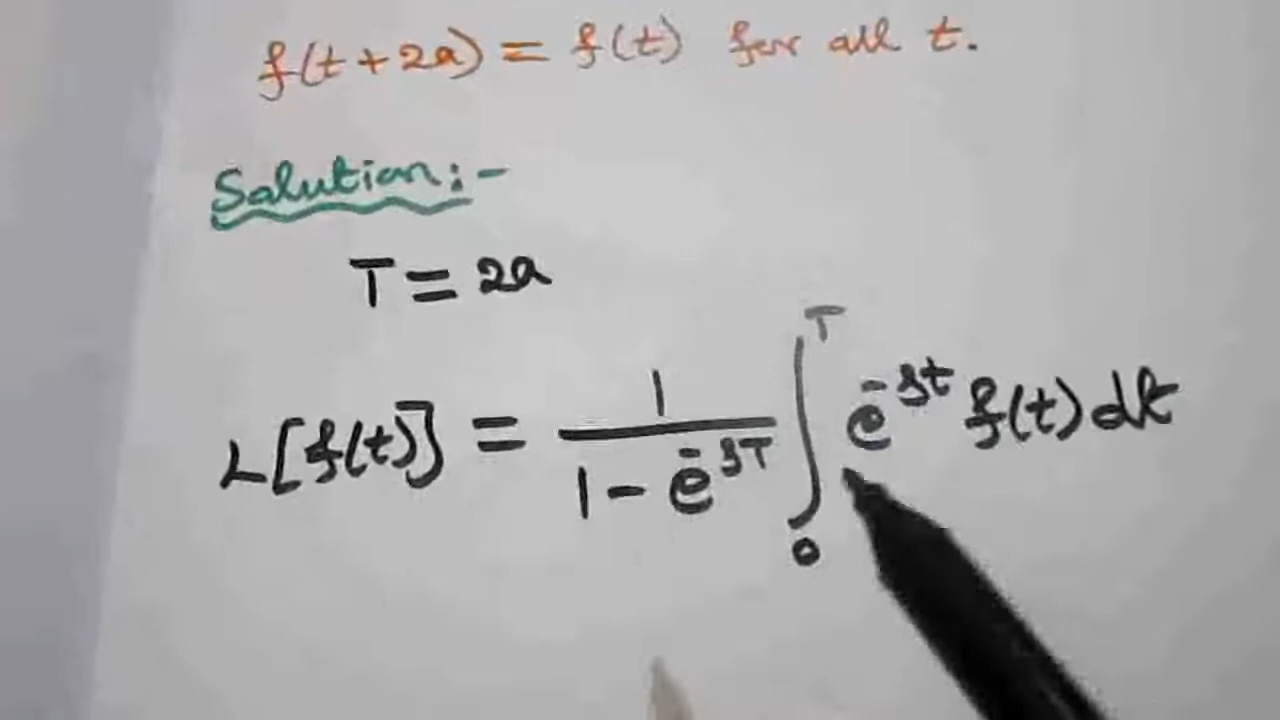 f(t+2a) = f(t) for all t.
Solution:-
T = 2a
L[f(t)] = 1/(1 - e^-sT) ∫_0^T e^-st f(t) dt